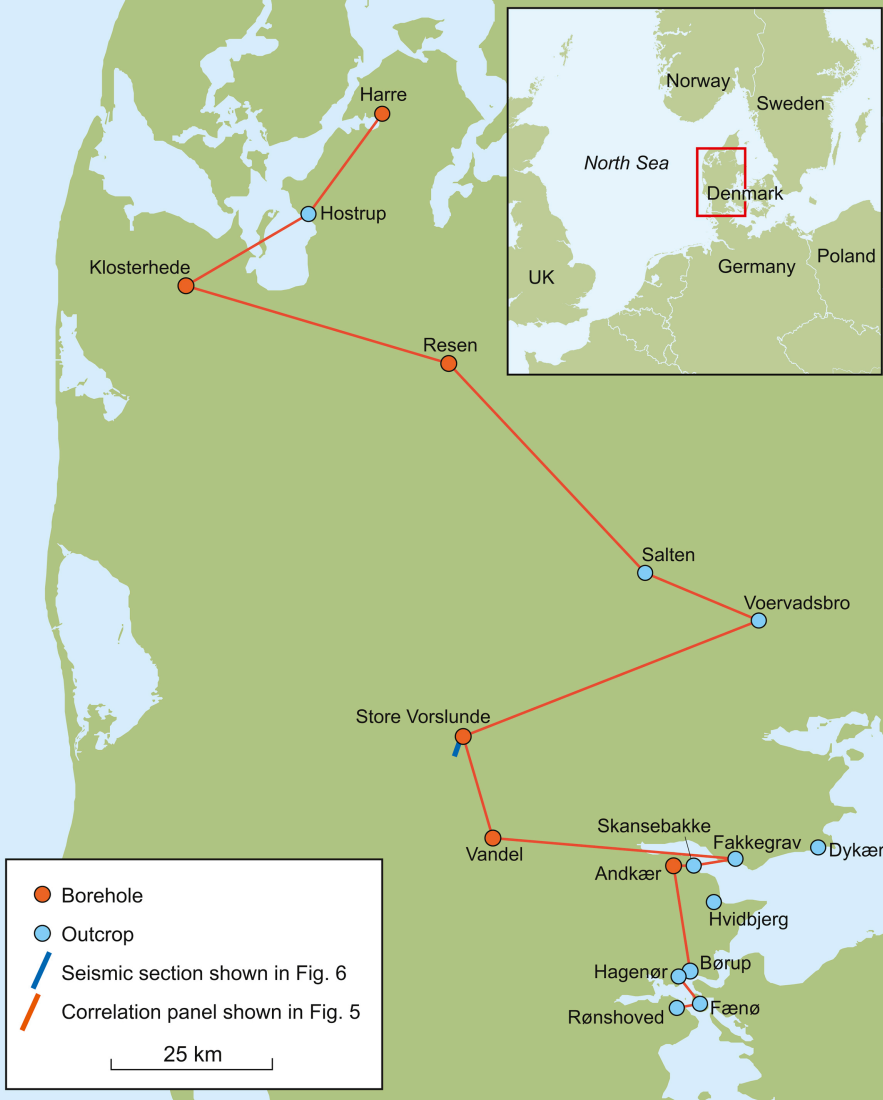 Harre
Hostrup
Klosterhede
Resen
Salten
Voervadsbro
Store Vorslunde
Vandel
Skansebakke
Fakkegrav
Dykær
Andkær
Hvidbjerg
Børup
Hagenør
Fænø
Rønshoved
Norway
Sweden
North Sea
Denmark
UK
Germany
Poland
Borehole
Outcrop
Seismic section shown in Fig. 6
Correlation panel shown in Fig. 5
25 km